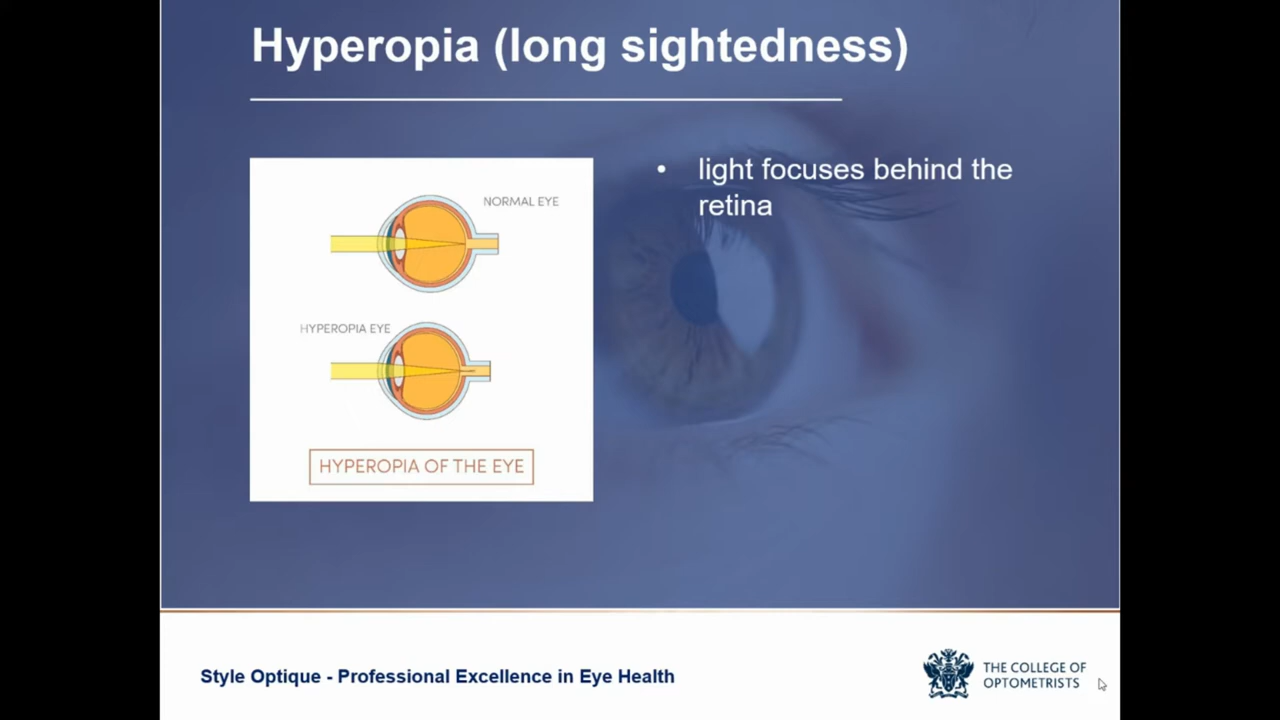 Hyperopia (long sightedness)
NORMAL EYE
HYPEROPIA EYE
HYPEROPIA OF THE EYE
• light focuses behind the
retina
Style Optique - Professional Excellence in Eye Health
THE COLLEGE OF
OPTOMETRISTS